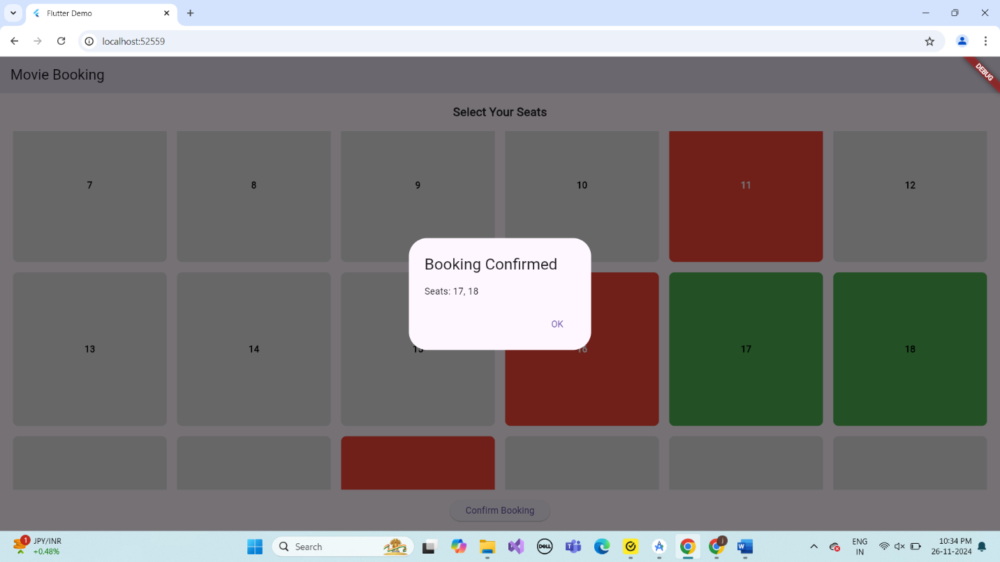 Flutter Demo
localhost:52559
Movie Booking
DEBUG
Select Your Seats
7 8 9 10 11 12
Booking Confirmed
Seats: 17, 18
OK
13 14 15 16 17 18
Confirm Booking
1 JPY/INR
+0.48%
Search
DELL
ENG
IN
10:34 PM
26-11-2024